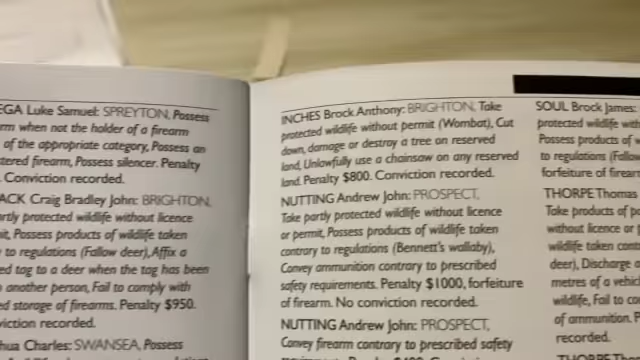 EGA Luke Samuel: SPREYTON, Possess
rm when not the holder of a firearm
of the appropriate category, Possess an
tered firearm, Possess silencer. Penalty
. Conviction recorded.
ACK Craig Bradley John: BRIGHTON,
rtly protected wildlife without licence
it, Possess products of wildlife taken
to regulations (Fallow deer), Affix a
ed tag to a deer when the tag has been
another person, Fail to comply with
ed storage of firearms. Penalty $950.
viction recorded.
hua Charles: SWANSEA, Possess
INCHES Brock Anthony: BRIGHTON, Take
protected wildlife without permit (Wombat), Cut
down, damage or destroy a tree on reserved
land, Unlawfully use a chainsaw on any reserved
land. Penalty $800. Conviction recorded.
NUTTING Andrew John: PROSPECT,
Take partly protected wildlife without licence
or permit, Possess products of wildlife taken
contrary to regulations (Bennett's wallaby),
Convey ammunition contrary to prescribed
safety requirements. Penalty $1000, forfeiture
of firearm. No conviction recorded.
NUTTING Andrew John: PROSPECT,
Convey firearm contrary to prescribed safety
SOUL Brock James:
protected wildlife with
Possess products of w
to regulations (Fallow
forfeiture of firearm
THORPE Thomas
Take products of p
without licence or p
wildlife taken cont
deer), Discharge a
metres of a vehicl
wildlife, Fail to co
of ammunition. P
recorded.
THORPE Thom